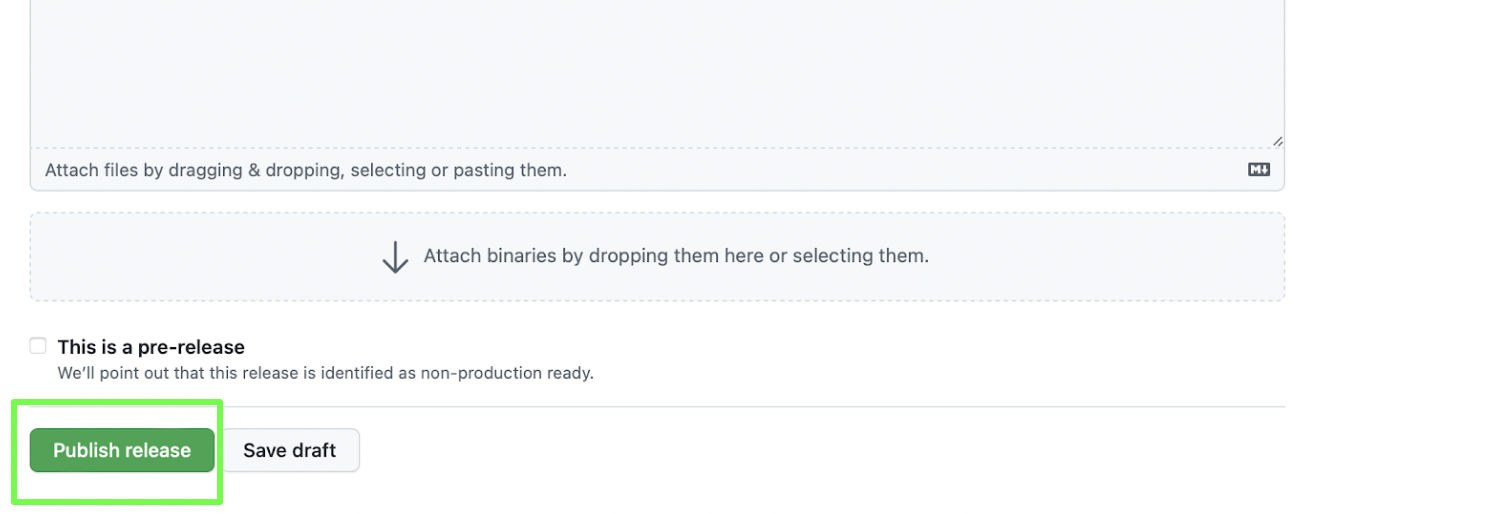 Attach files by dragging & dropping, selecting or pasting them.
M↓
Attach binaries by dropping them here or selecting them.
This is a pre-release
We’ll point out that this release is identified as non-production ready.
Publish release
Save draft